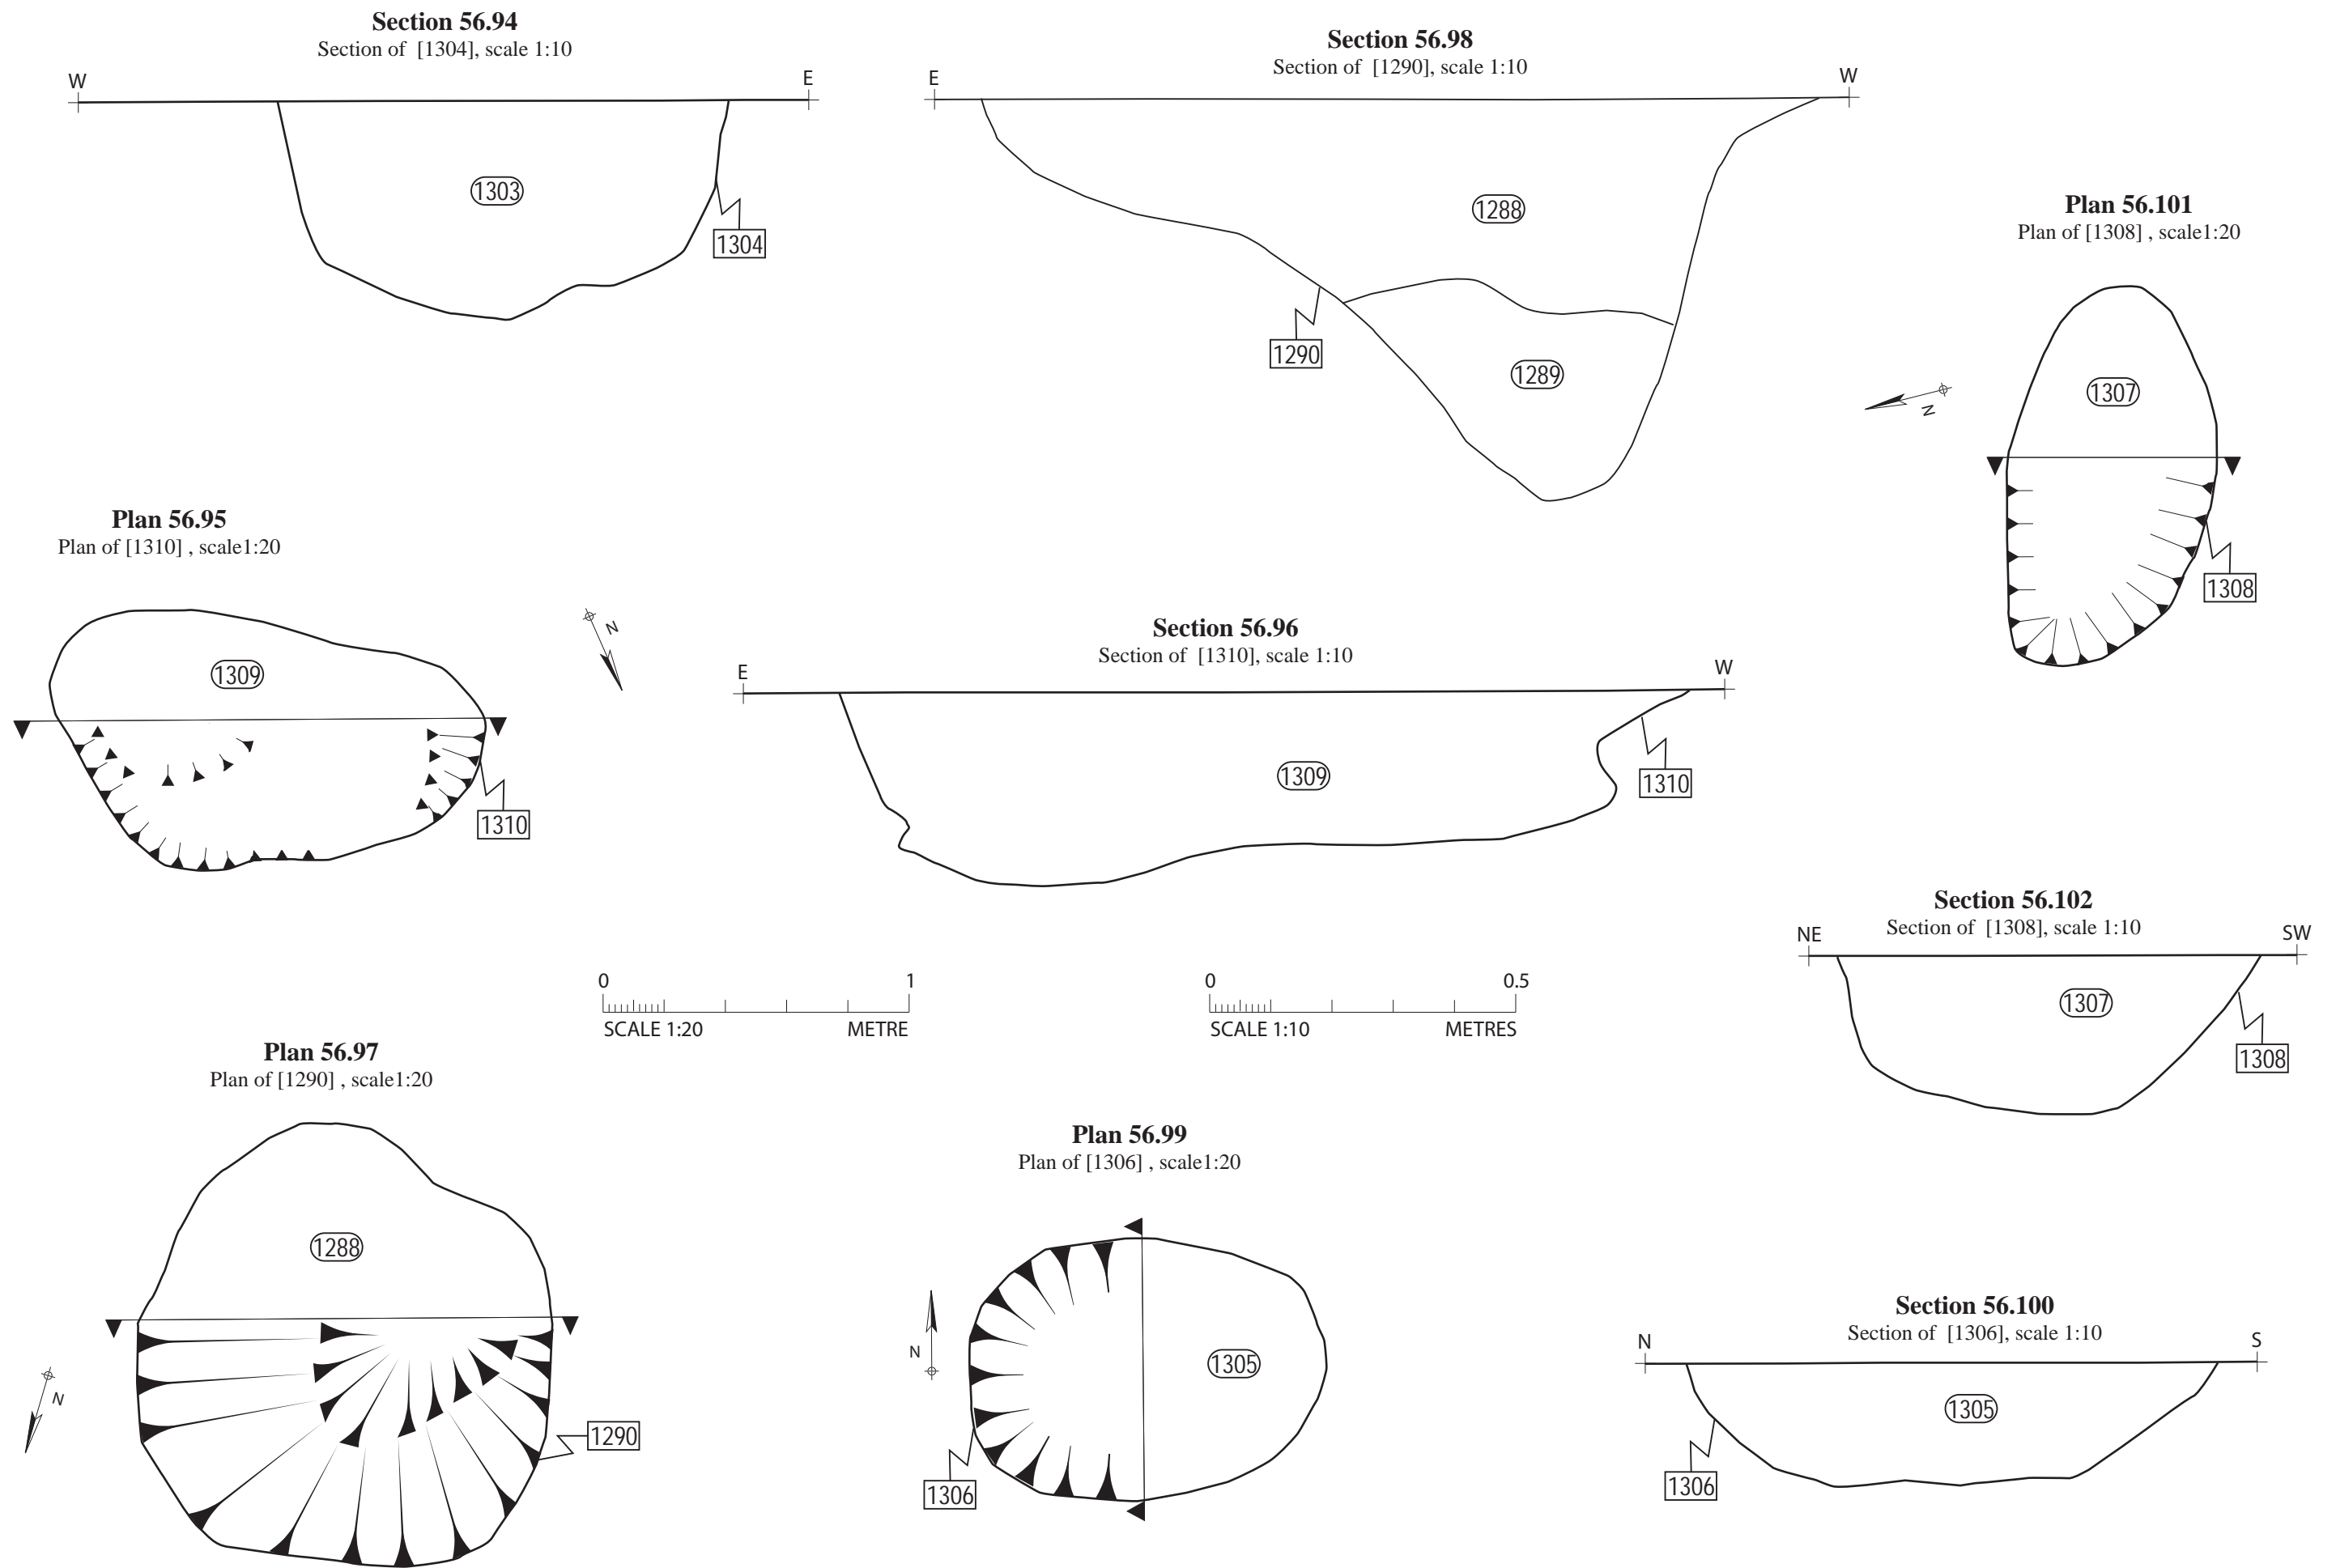 Section 56.94
Section of [1304], scale 1:10
W E
1303
1304
Section 56.98
Section of [1290], scale 1:10
E W
1288
1290
1289
Plan 56.101
Plan of [1308] , scale1:20
1307
N
1308
Plan 56.95
Plan of [1310] , scale1:20
1309
N
1310
Section 56.96
Section of [1310], scale 1:10
E W
1309
1310
Section 56.102
Section of [1308], scale 1:10
NE SW
1307
1308
0 1
SCALE 1:20 METRE
0 0.5
SCALE 1:10 METRES
Plan 56.97
Plan of [1290] , scale1:20
1288
N
1290
Plan 56.99
Plan of [1306] , scale1:20
N
1305
1306
Section 56.100
Section of [1306], scale 1:10
N S
1305
1306